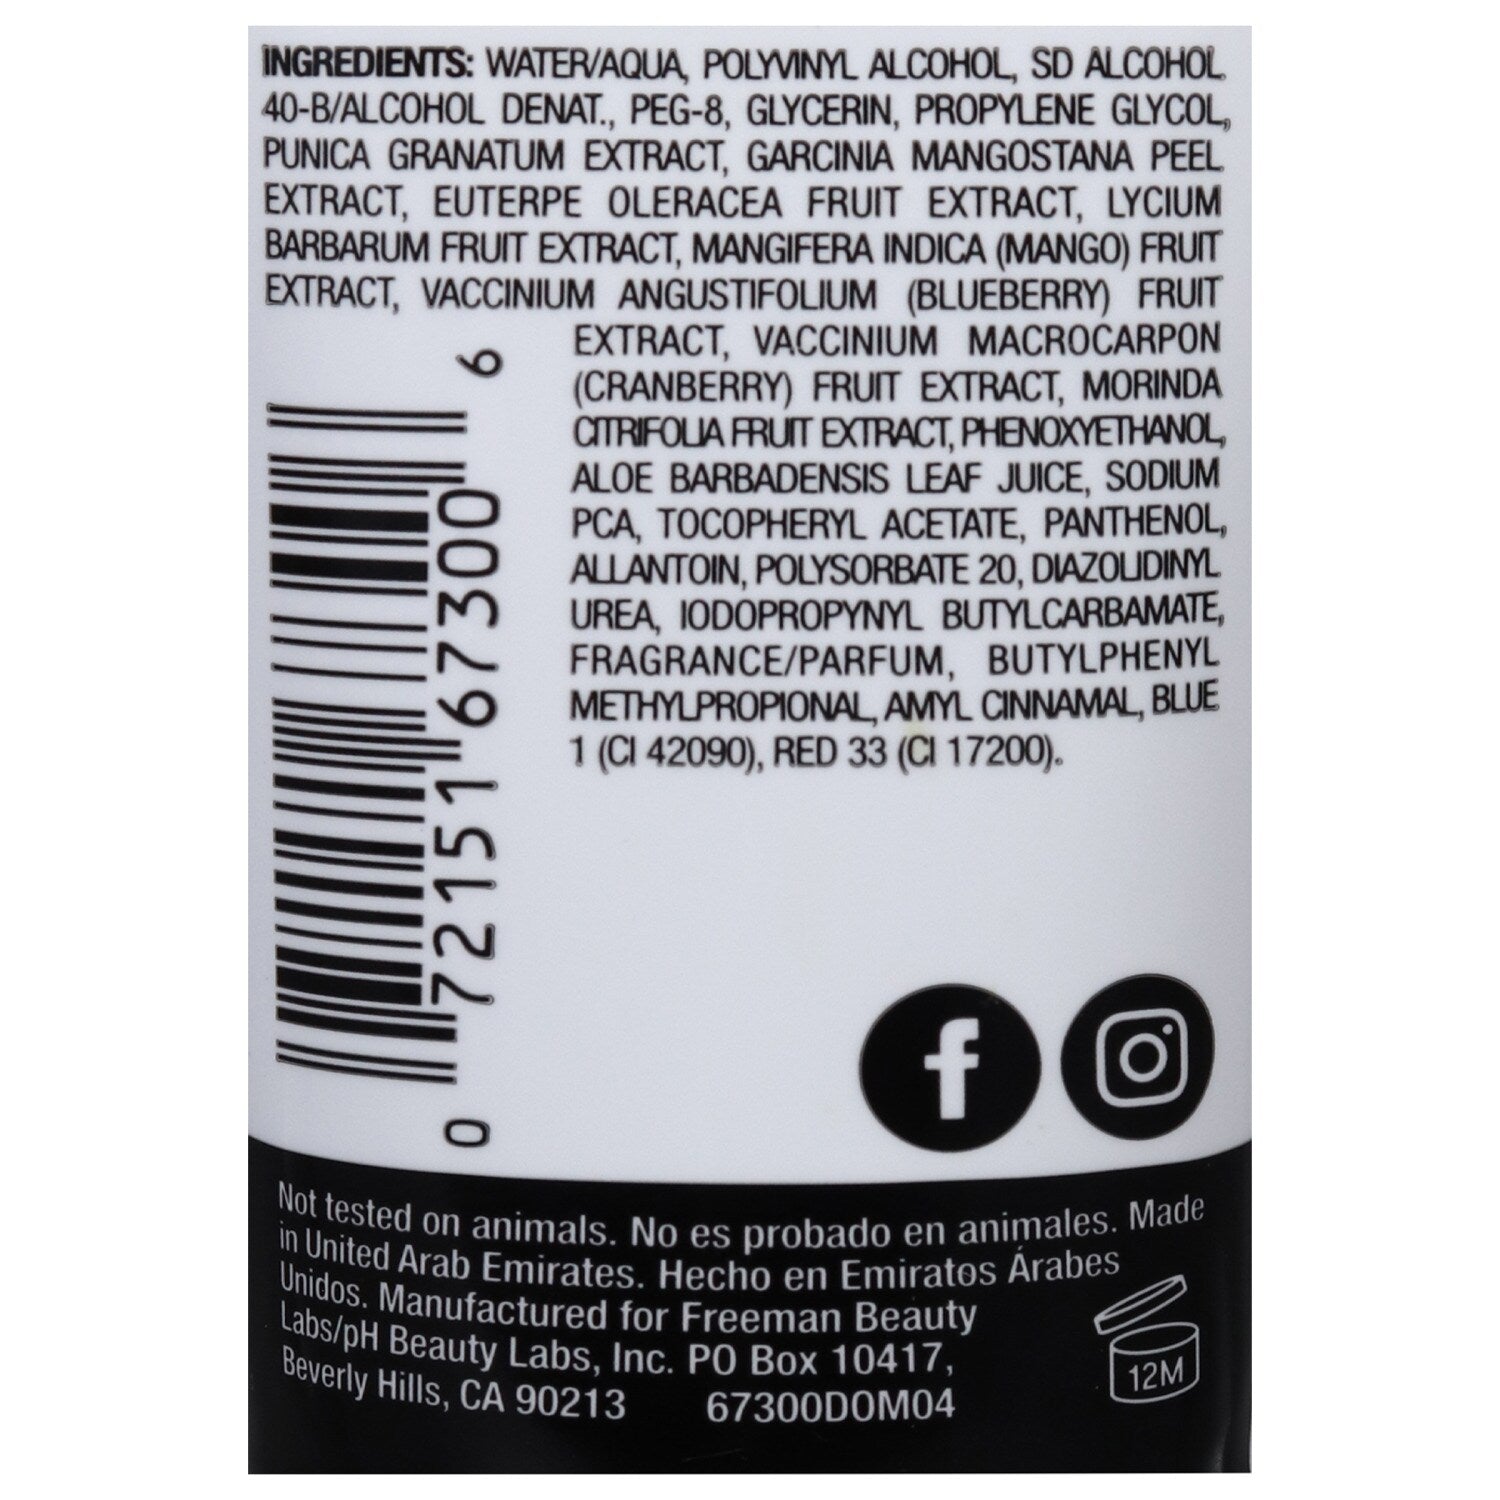 INGREDIENTS: WATER/AQUA, POLYVINYL ALCOHOL, SD ALCOHOL
40-B/ALCOHOL DENAT., PEG-8, GLYCERIN, PROPYLENE GLYCOL,
PUNICA GRANATUM EXTRACT, GARCINIA MANGOSTANA PEEL
EXTRACT, EUTERPE OLERACEA FRUIT EXTRACT, LYCIUM
BARBARUM FRUIT EXTRACT, MANGIFERA INDICA (MANGO) FRUIT
EXTRACT, VACCINIUM ANGUSTIFOLIUM (BLUEBERRY) FRUIT
EXTRACT, VACCINIUM MACROCARPON
(CRANBERRY) FRUIT EXTRACT, MORINDA
CITRIFOLIA FRUIT EXTRACT, PHENOXYETHANOL,
ALOE BARBADENSIS LEAF JUICE, SODIUM
PCA, TOCOPHERYL ACETATE, PANTHENOL,
ALLANTOIN, POLYSORBATE 20, DIAZOLIDINYL
UREA, IODOPROPYNYL BUTYLCARBAMATE,
FRAGRANCE/PARFUM, BUTYLPHENYL
METHYLPROPIONAL, AMYL CINNAMAL, BLUE
1 (CI 42090), RED 33 (CI 17200).
0 72151 67300 6
f
Not tested on animals. No es probado en animales. Made
in United Arab Emirates. Hecho en Emiratos Árabes
Unidos. Manufactured for Freeman Beauty
Labs/pH Beauty Labs, Inc. PO Box 10417,
Beverly Hills, CA 90213 67300DOM04
12M